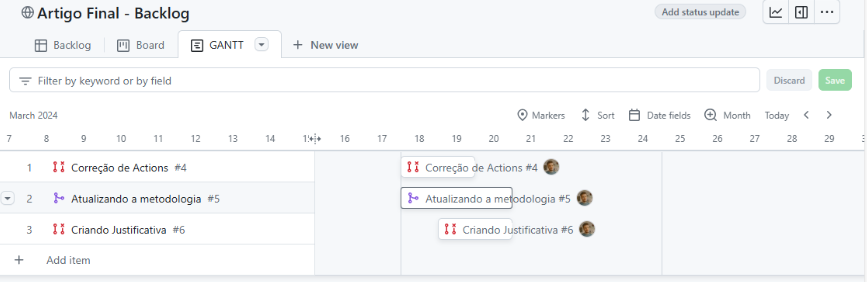 Artigo Final - Backlog
Add status update
Backlog Board GANTT + New view
Filter by keyword or by field
Discard Save
March 2024 Markers Sort Date fields Month Today
7 8 9 10 11 12 13 14 16 17 18 19 20 21 22 23 24 25 26 27 28 29
1 Correção de Actions #4 Correção de Actions #4
2 Atualizando a metodologia #5 Atualizando a metodologia #5
3 Criando Justificativa #6 Criando Justificativa #6
+ Add item